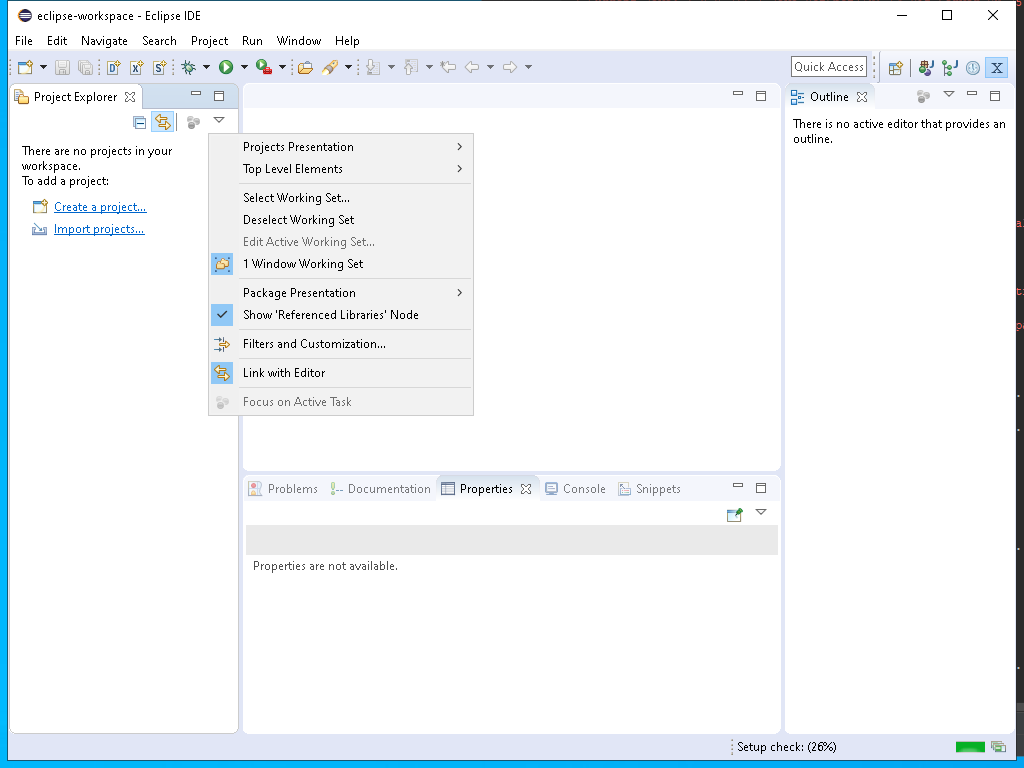 eclipse-workspace - Eclipse IDE
File Edit Navigate Search Project Run Window Help
Quick Access
Project Explorer
There are no projects in your
workspace.
To add a project:
Create a project...
Import projects...
Projects Presentation
Top Level Elements
Select Working Set...
Deselect Working Set
Edit Active Working Set...
1 Window Working Set
Package Presentation
Show 'Referenced Libraries' Node
Filters and Customization...
Link with Editor
Focus on Active Task
Outline
There is no active editor that provides an
outline.
Problems Documentation Properties Console Snippets
Properties are not available.
Setup check: (26%)